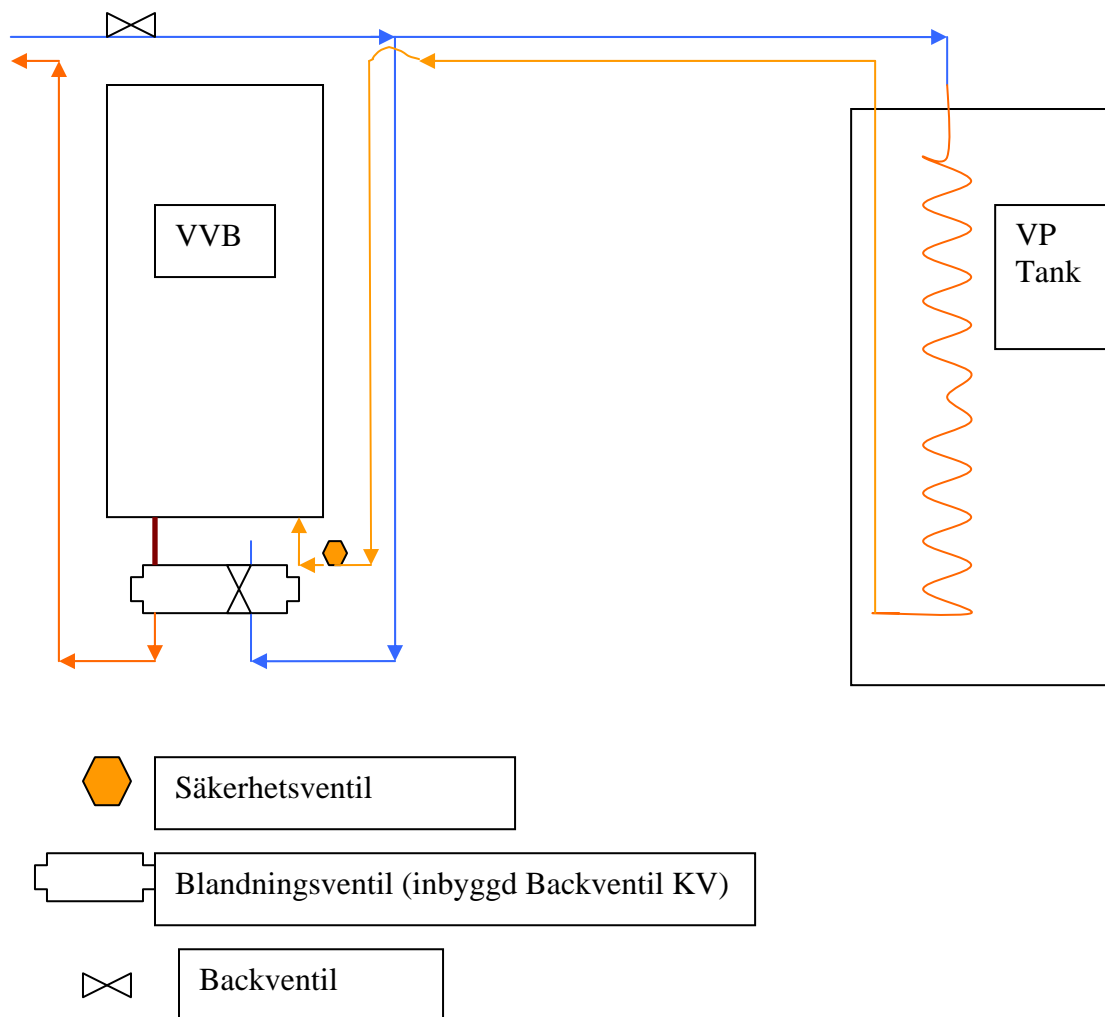 VVB
VP
Tank
Säkerhetsventil
Blandningsventil (inbyggd Backventil KV)
Backventil